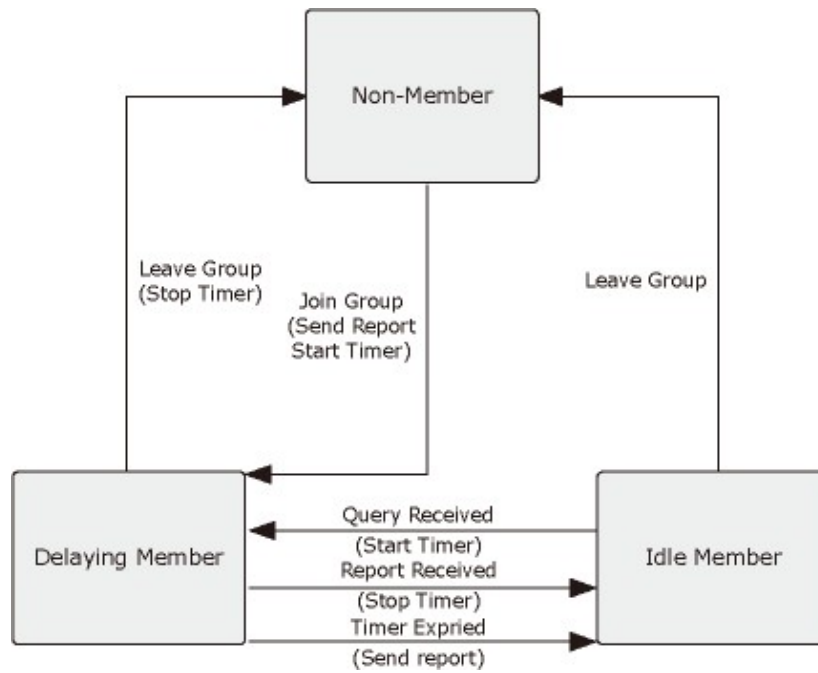 Non-Member
Leave Group
(Stop Timer)
Join Group
(Send Report
Start Timer)
Leave Group
Delaying Member
Query Received
(Start Timer)
Report Received
(Stop Timer)
Timer Expried
(Send report)
Idle Member